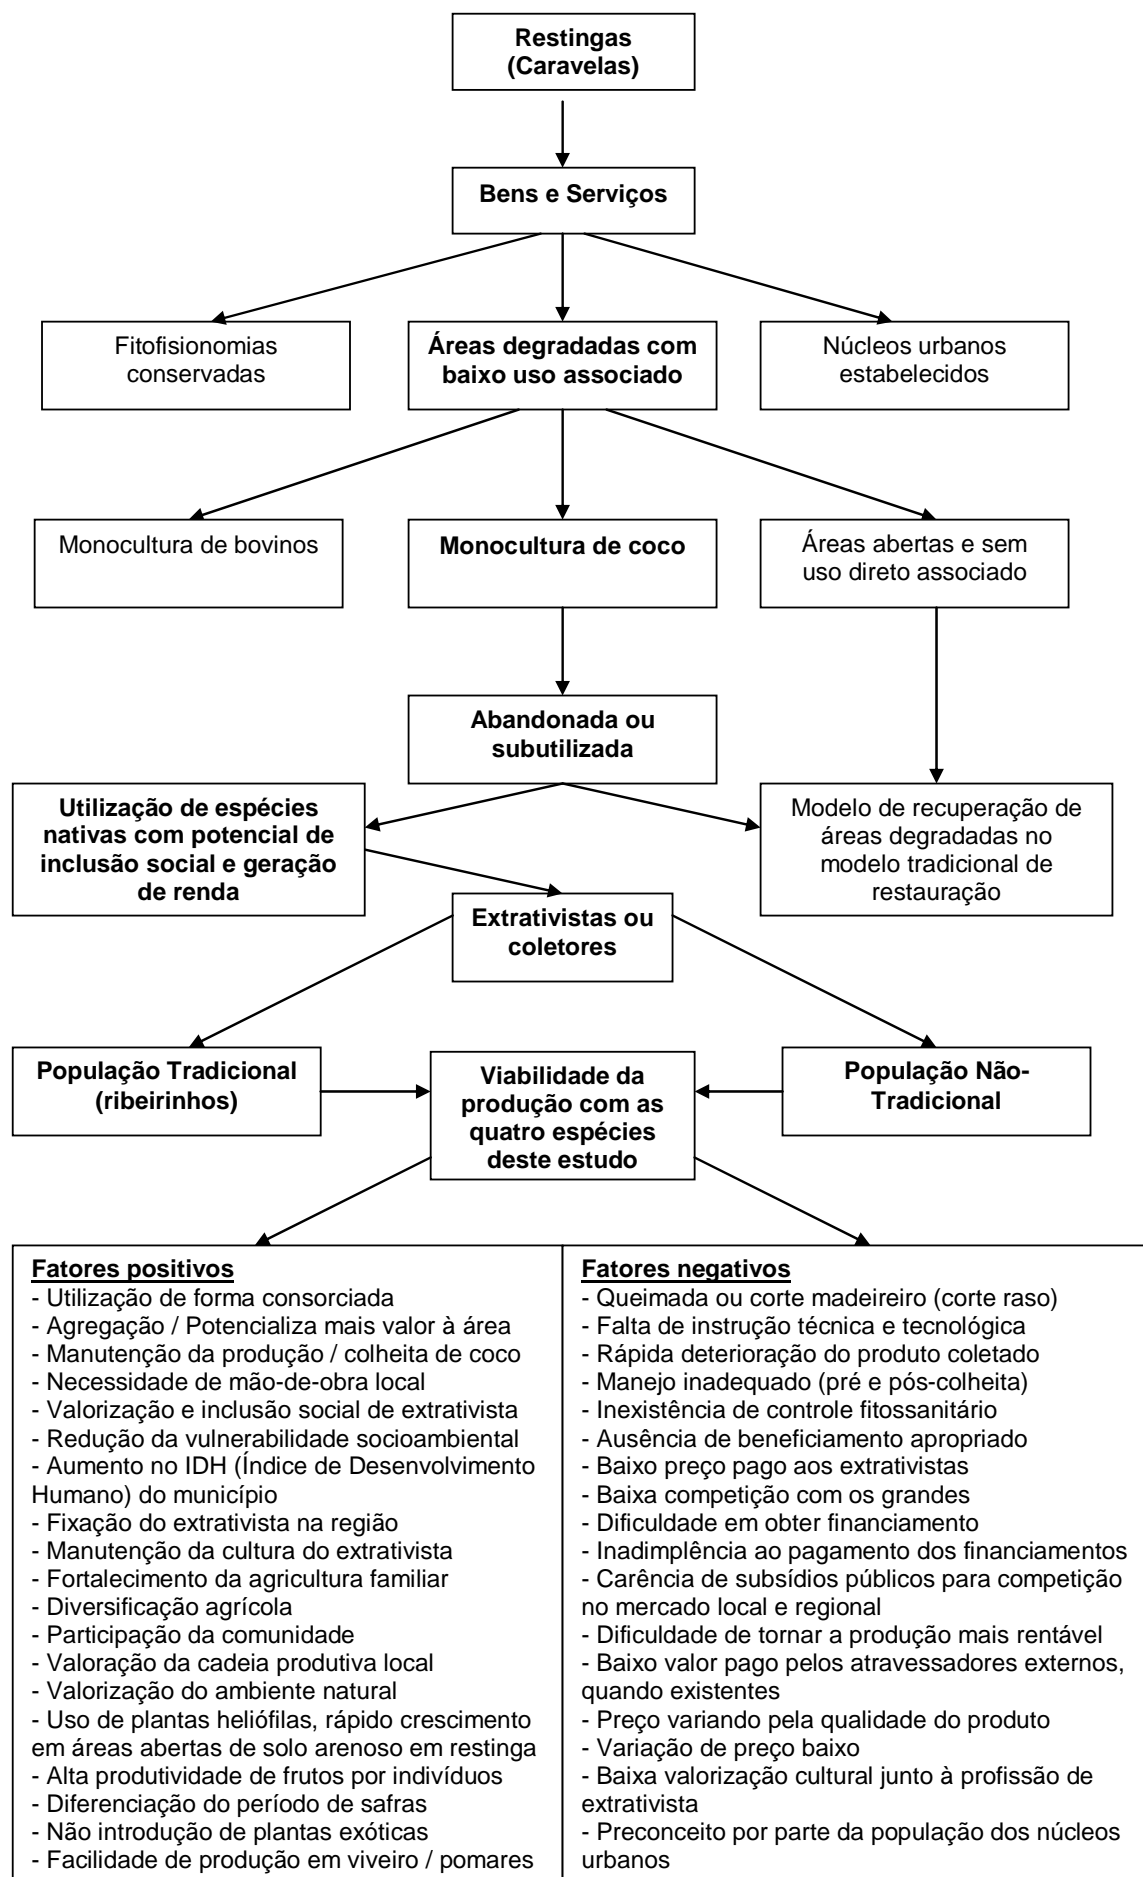 Restingas
(Caravelas)
Bens e Serviços
Fitofisionomias
conservadas
Áreas degradadas com
baixo uso associado
Núcleos urbanos
estabelecidos
Monocultura de bovinos
Monocultura de coco
Áreas abertas e sem
uso direto associado
Abandonada ou
subutilizada
Utilização de espécies
nativas com potencial de
inclusão social e geração
de renda
Modelo de recuperação de
áreas degradadas no
modelo tradicional de
restauração
Extrativistas ou
coletores
População Tradicional
(ribeirinhos)
Viabilidade da
produção com as
quatro espécies
deste estudo
População Não-
Tradicional
Fatores positivos
- Utilização de forma consorciada
- Agregação / Potencializa mais valor à área
- Manutenção da produção / colheita de coco
- Necessidade de mão-de-obra local
- Valorização e inclusão social de extrativista
- Redução da vulnerabilidade socioambiental
- Aumento no IDH (Índice de Desenvolvimento
Humano) do município
- Fixação do extrativista na região
- Manutenção da cultura do extrativista
- Fortalecimento da agricultura familiar
- Diversificação agrícola
- Participação da comunidade
- Valoração da cadeia produtiva local
- Valorização do ambiente natural
- Uso de plantas heliófilas, rápido crescimento
em áreas abertas de solo arenoso em restinga
- Alta produtividade de frutos por indivíduos
- Diferenciação do período de safras
- Não introdução de plantas exóticas
- Facilidade de produção em viveiro / pomares
Fatores negativos
- Queimada ou corte madeireiro (corte raso)
- Falta de instrução técnica e tecnológica
- Rápida deterioração do produto coletado
- Manejo inadequado (pré e pós-colheita)
- Inexistência de controle fitossanitário
- Ausência de beneficiamento apropriado
- Baixo preço pago aos extrativistas
- Baixa competição com os grandes
- Dificuldade em obter financiamento
- Inadimplência ao pagamento dos financiamentos
- Carência de subsídios públicos para competição
no mercado local e regional
- Dificuldade de tornar a produção mais rentável
- Baixo valor pago pelos atravessadores externos,
quando existentes
- Preço variando pela qualidade do produto
- Variação de preço baixo
- Baixa valorização cultural junto à profissão de
extrativista
- Preconceito por parte da população dos núcleos
urbanos